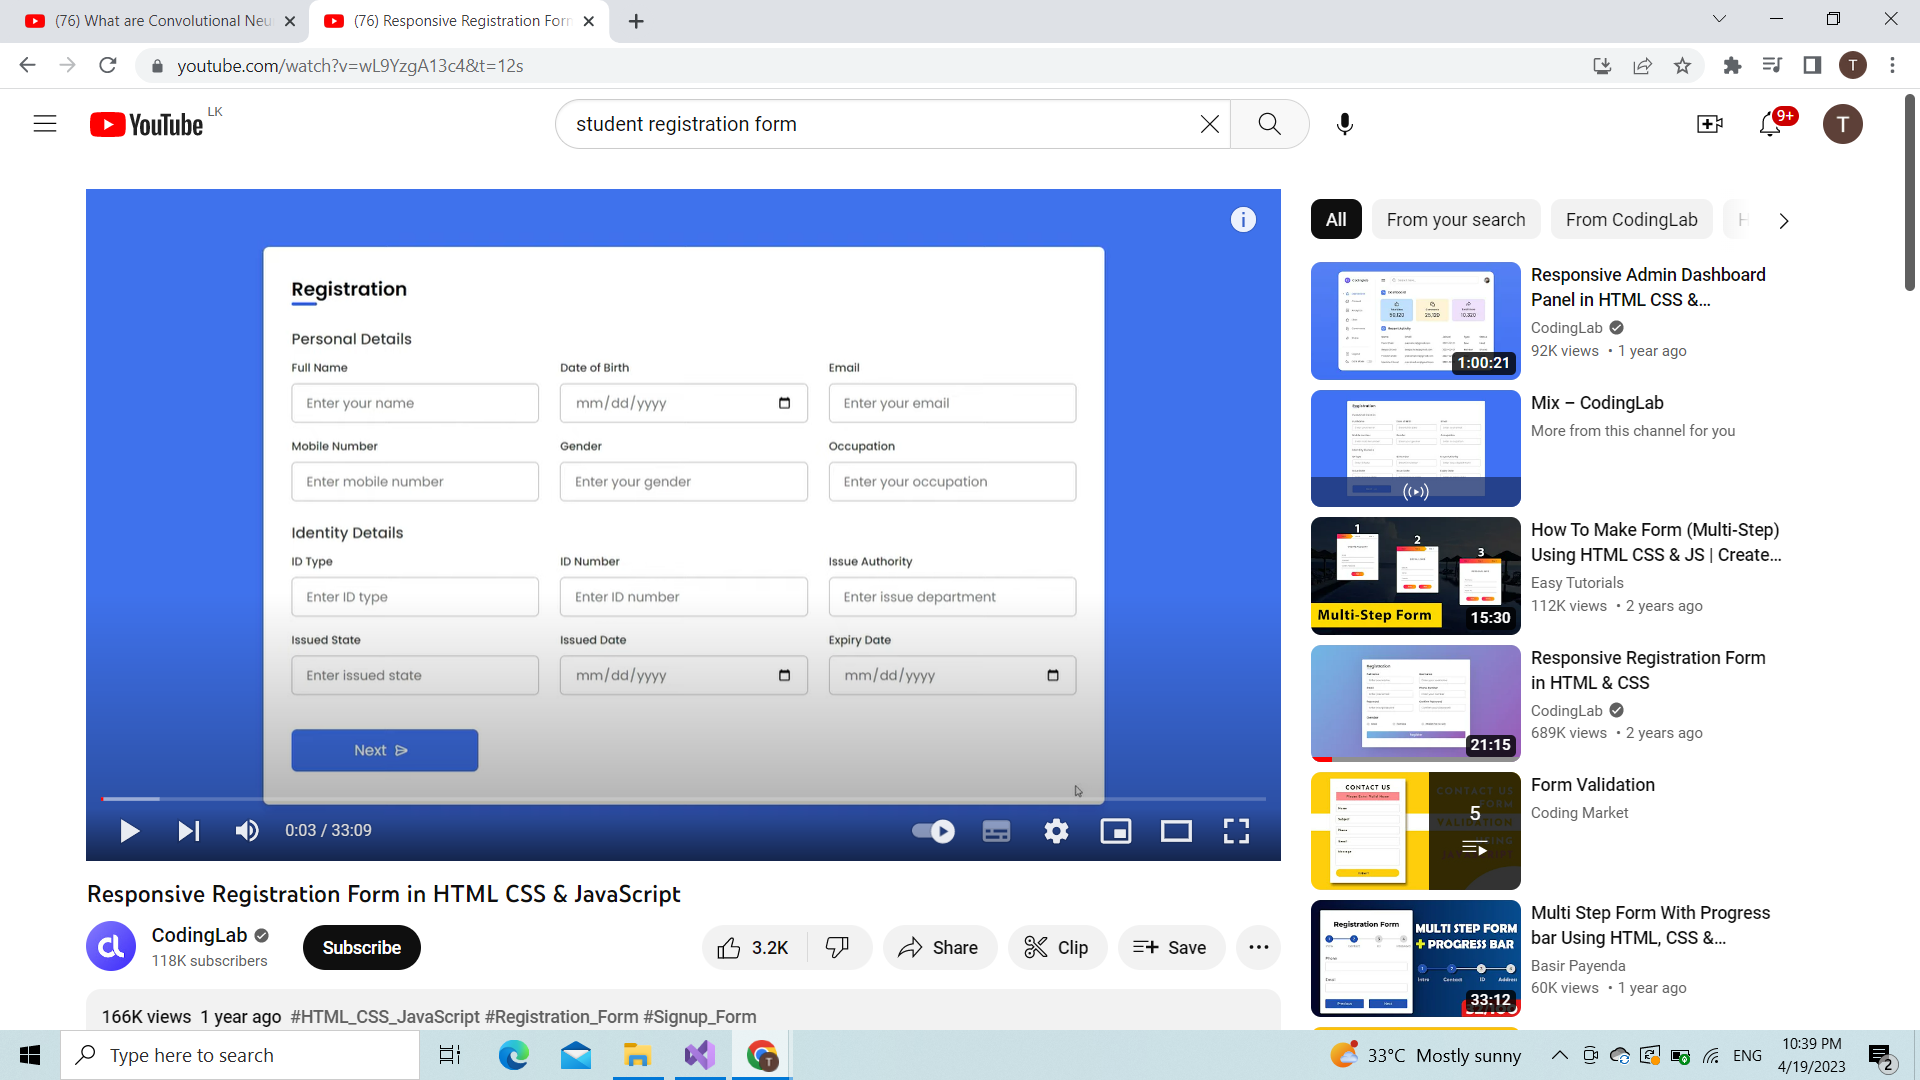 (76) What are Convolutional Neu
(76) Responsive Registration Form
youtube.com/watch?v=wL9YzgA13c4&t=12s
T
YouTube LK
student registration form
9+
T
Registration
Personal Details
Full Name
Date of Birth
Email
Enter your name
mm/dd/yyyy
Enter your email
Mobile Number
Gender
Occupation
Enter mobile number
Enter your gender
Enter your occupation
Identity Details
ID Type
ID Number
Issue Authority
Enter ID type
Enter ID number
Enter issue department
Issued State
Issued Date
Expiry Date
Enter issued state
mm/dd/yyyy
mm/dd/yyyy
Next
0:03 / 33:09
Responsive Registration Form in HTML CSS & JavaScript
CodingLab
118K subscribers
Subscribe
3.2K
Share
Clip
Save
166K views 1 year ago #HTML_CSS_JavaScript #Registration_Form #Signup_Form
All
From your search
From CodingLab
1:00:21
Responsive Admin Dashboard
Panel in HTML CSS &...
CodingLab
92K views • 1 year ago
Mix – CodingLab
More from this channel for you
1
2
3
Multi-Step Form
15:30
How To Make Form (Multi-Step)
Using HTML CSS & JS | Create...
Easy Tutorials
112K views • 2 years ago
Registration
21:15
Responsive Registration Form
in HTML & CSS
CodingLab
689K views • 2 years ago
CONTACT US
5
Form Validation
Coding Market
Registration Form
MULTI STEP FORM
+ PROGRESS BAR
33:12
Multi Step Form With Progress
bar Using HTML, CSS &...
Basir Payenda
60K views • 1 year ago
Type here to search
T
33°C Mostly sunny
ENG
10:39 PM
4/19/2023
2